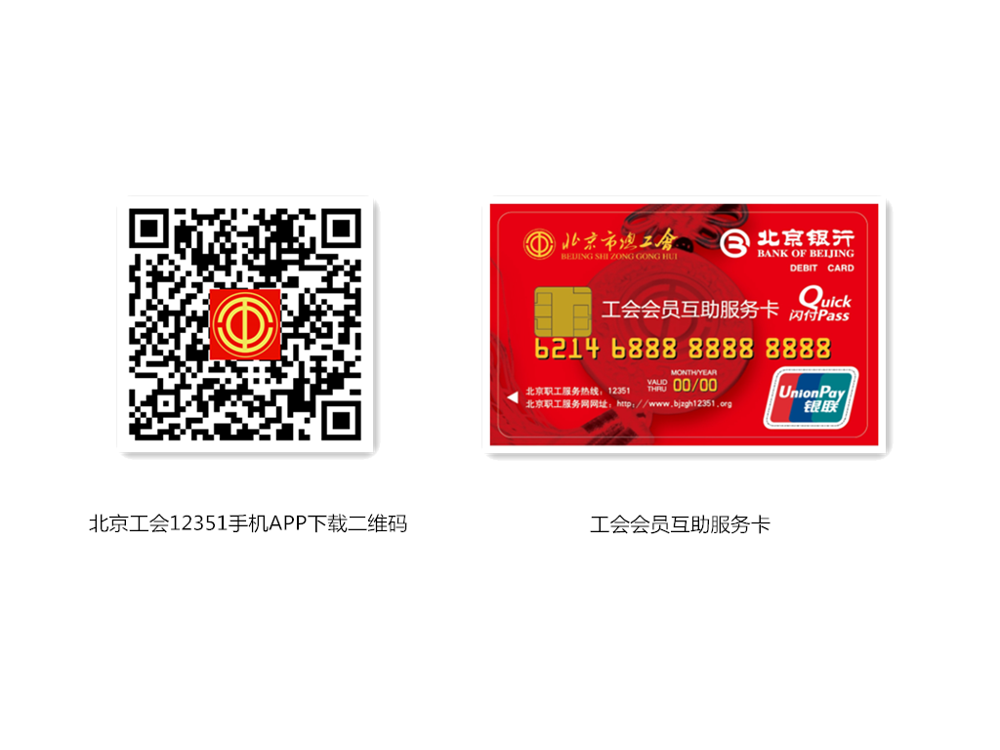 北京市总工会
BEIJING SHI ZONG GONG HUI
北京银行
BANK OF BEIJING
DEBIT CARD
工会会员互助服务卡
Quick
闪付Pass
6214 6888 8888 8888
MONTH/YEAR
VALID
THRU
00/00
北京职工服务热线：12351
北京职工服务网网址：http://www.bjzgh12351.org
UnionPay
银联
北京工会12351手机APP下载二维码
工会会员互助服务卡